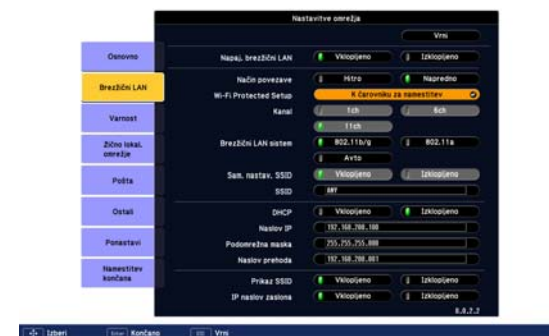 Nastavitve omrežja
Vrni
Osnovno
Brezžični LAN
Varnost
Žično lokal. omrežje
Pošta
Ostali
Ponastavi
Namestitev končana
Napaj. brezžični LAN Vklopljeno Izklopljeno
Način povezave Hitro Napredno
Wi-Fi Protected Setup K čarovniku za namestitev
Kanal 1ch 6ch
11ch
Brezžični LAN sistem 802.11b/g 802.11a
Avto
Sam. nastav. SSID Vklopljeno Izklopljeno
SSID ANY
DHCP Vklopljeno Izklopljeno
Naslov IP 192.168.200.100
Podomrežna maska 255.255.255.000
Naslov prehoda 192.168.200.001
Prikaz SSID Vklopljeno Izklopljeno
IP naslov zaslona Vklopljeno Izklopljeno
Izberi Enter Končano Vrni